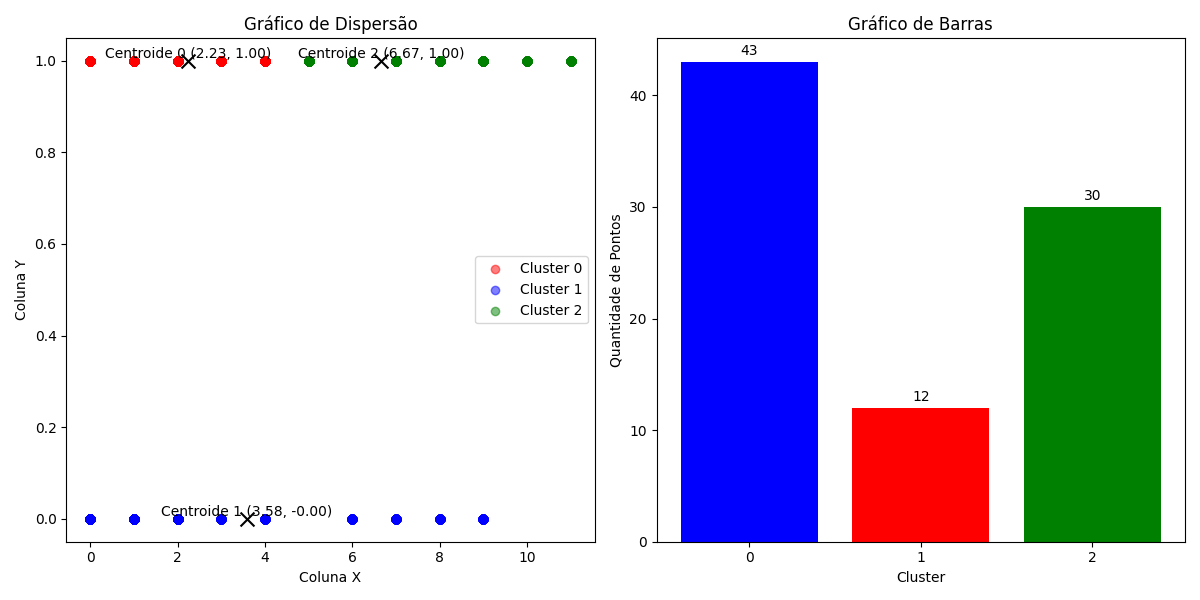 Gráfico de Dispersão
Centroide 0 (2.23, 1.00)
Centroide 2 (6.67, 1.00)
Centroide 1 (3.58, -0.00)
Cluster 0
Cluster 1
Cluster 2
Coluna Y
1.0
0.8
0.6
0.4
0.2
0.0
0 2 4 6 8 10
Coluna X
Gráfico de Barras
43
12
30
Quantidade de Pontos
40
30
20
10
0
0 1 2
Cluster